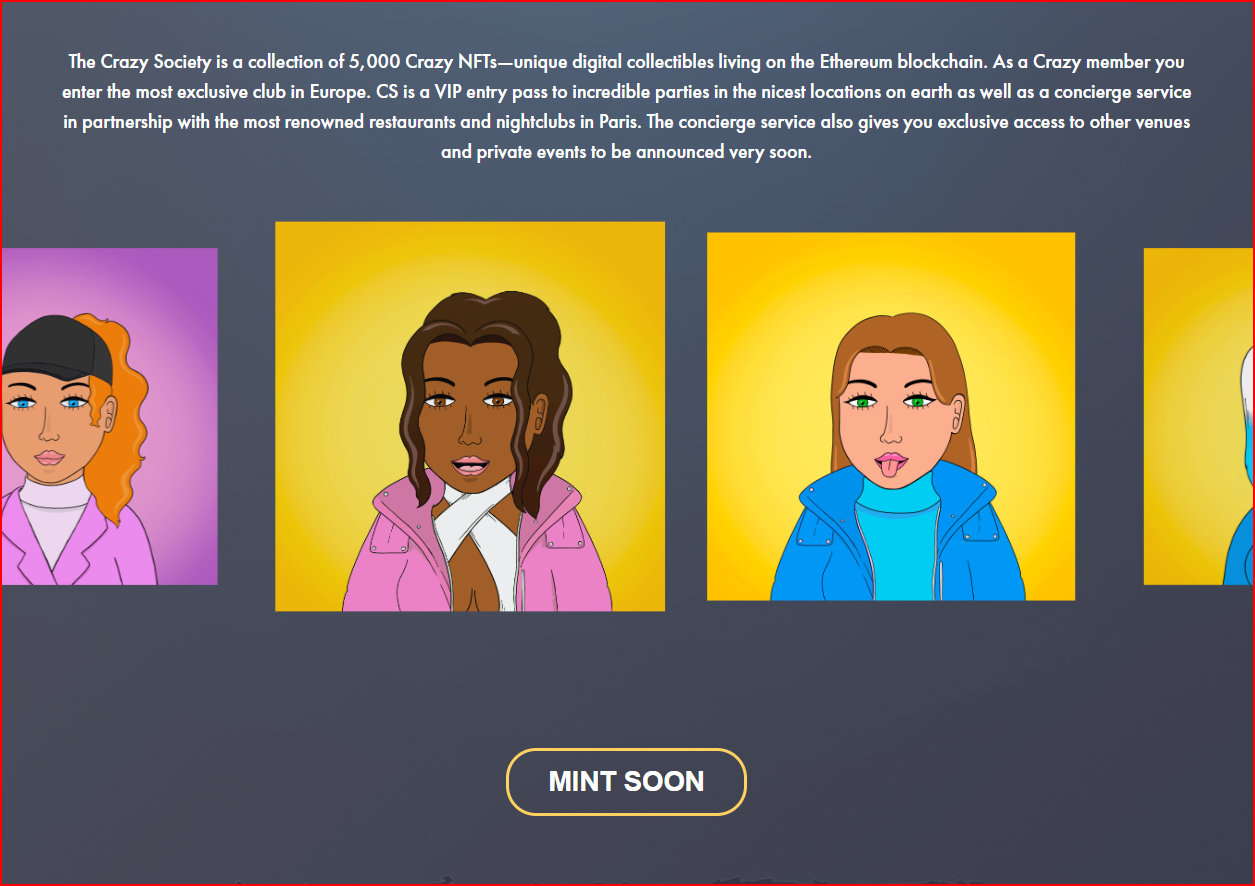 The Crazy Society is a collection of 5,000 Crazy NFTs—unique digital collectibles living on the Ethereum blockchain. As a Crazy member you
enter the most exclusive club in Europe. CS is a VIP entry pass to incredible parties in the nicest locations on earth as well as a concierge service
in partnership with the most renowned restaurants and nightclubs in Paris. The concierge service also gives you exclusive access to other venues
and private events to be announced very soon.
MINT SOON